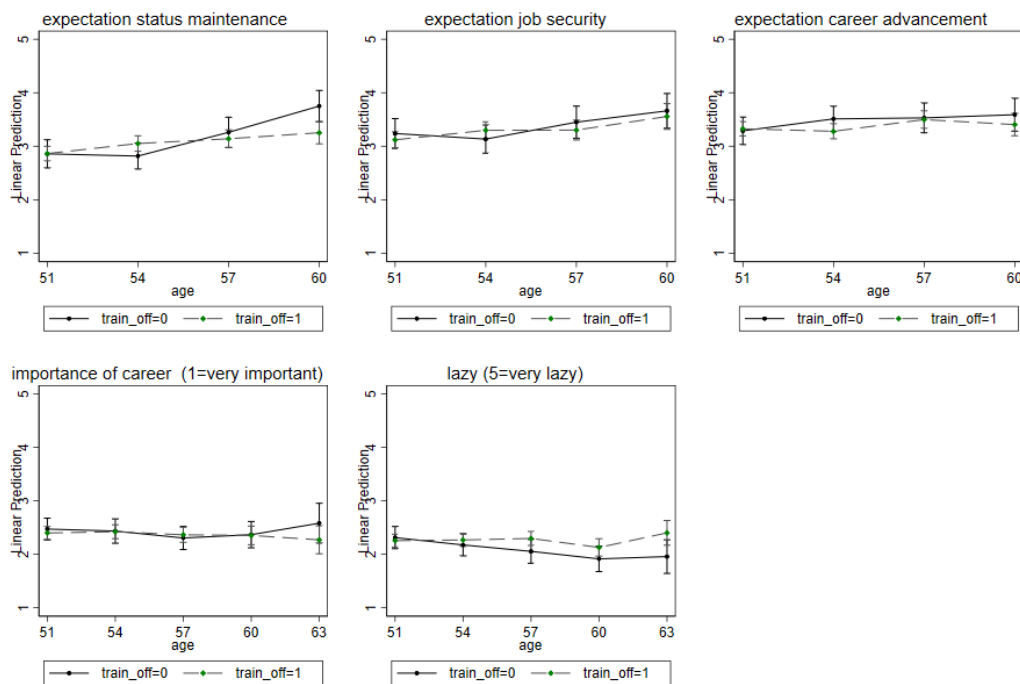 expectation status maintenance
Linear Prediction
5
4
3
2
1
51 54 57 60
age
train_off=0 train_off=1
expectation job security
Linear Prediction
5
4
3
2
1
51 54 57 60
age
train_off=0 train_off=1
expectation career advancement
Linear Prediction
5
4
3
2
1
51 54 57 60
age
train_off=0 train_off=1
importance of career (1=very important)
Linear Prediction
5
4
3
2
1
51 54 57 60 63
age
train_off=0 train_off=1
lazy (5=very lazy)
Linear Prediction
5
4
3
2
1
51 54 57 60 63
age
train_off=0 train_off=1